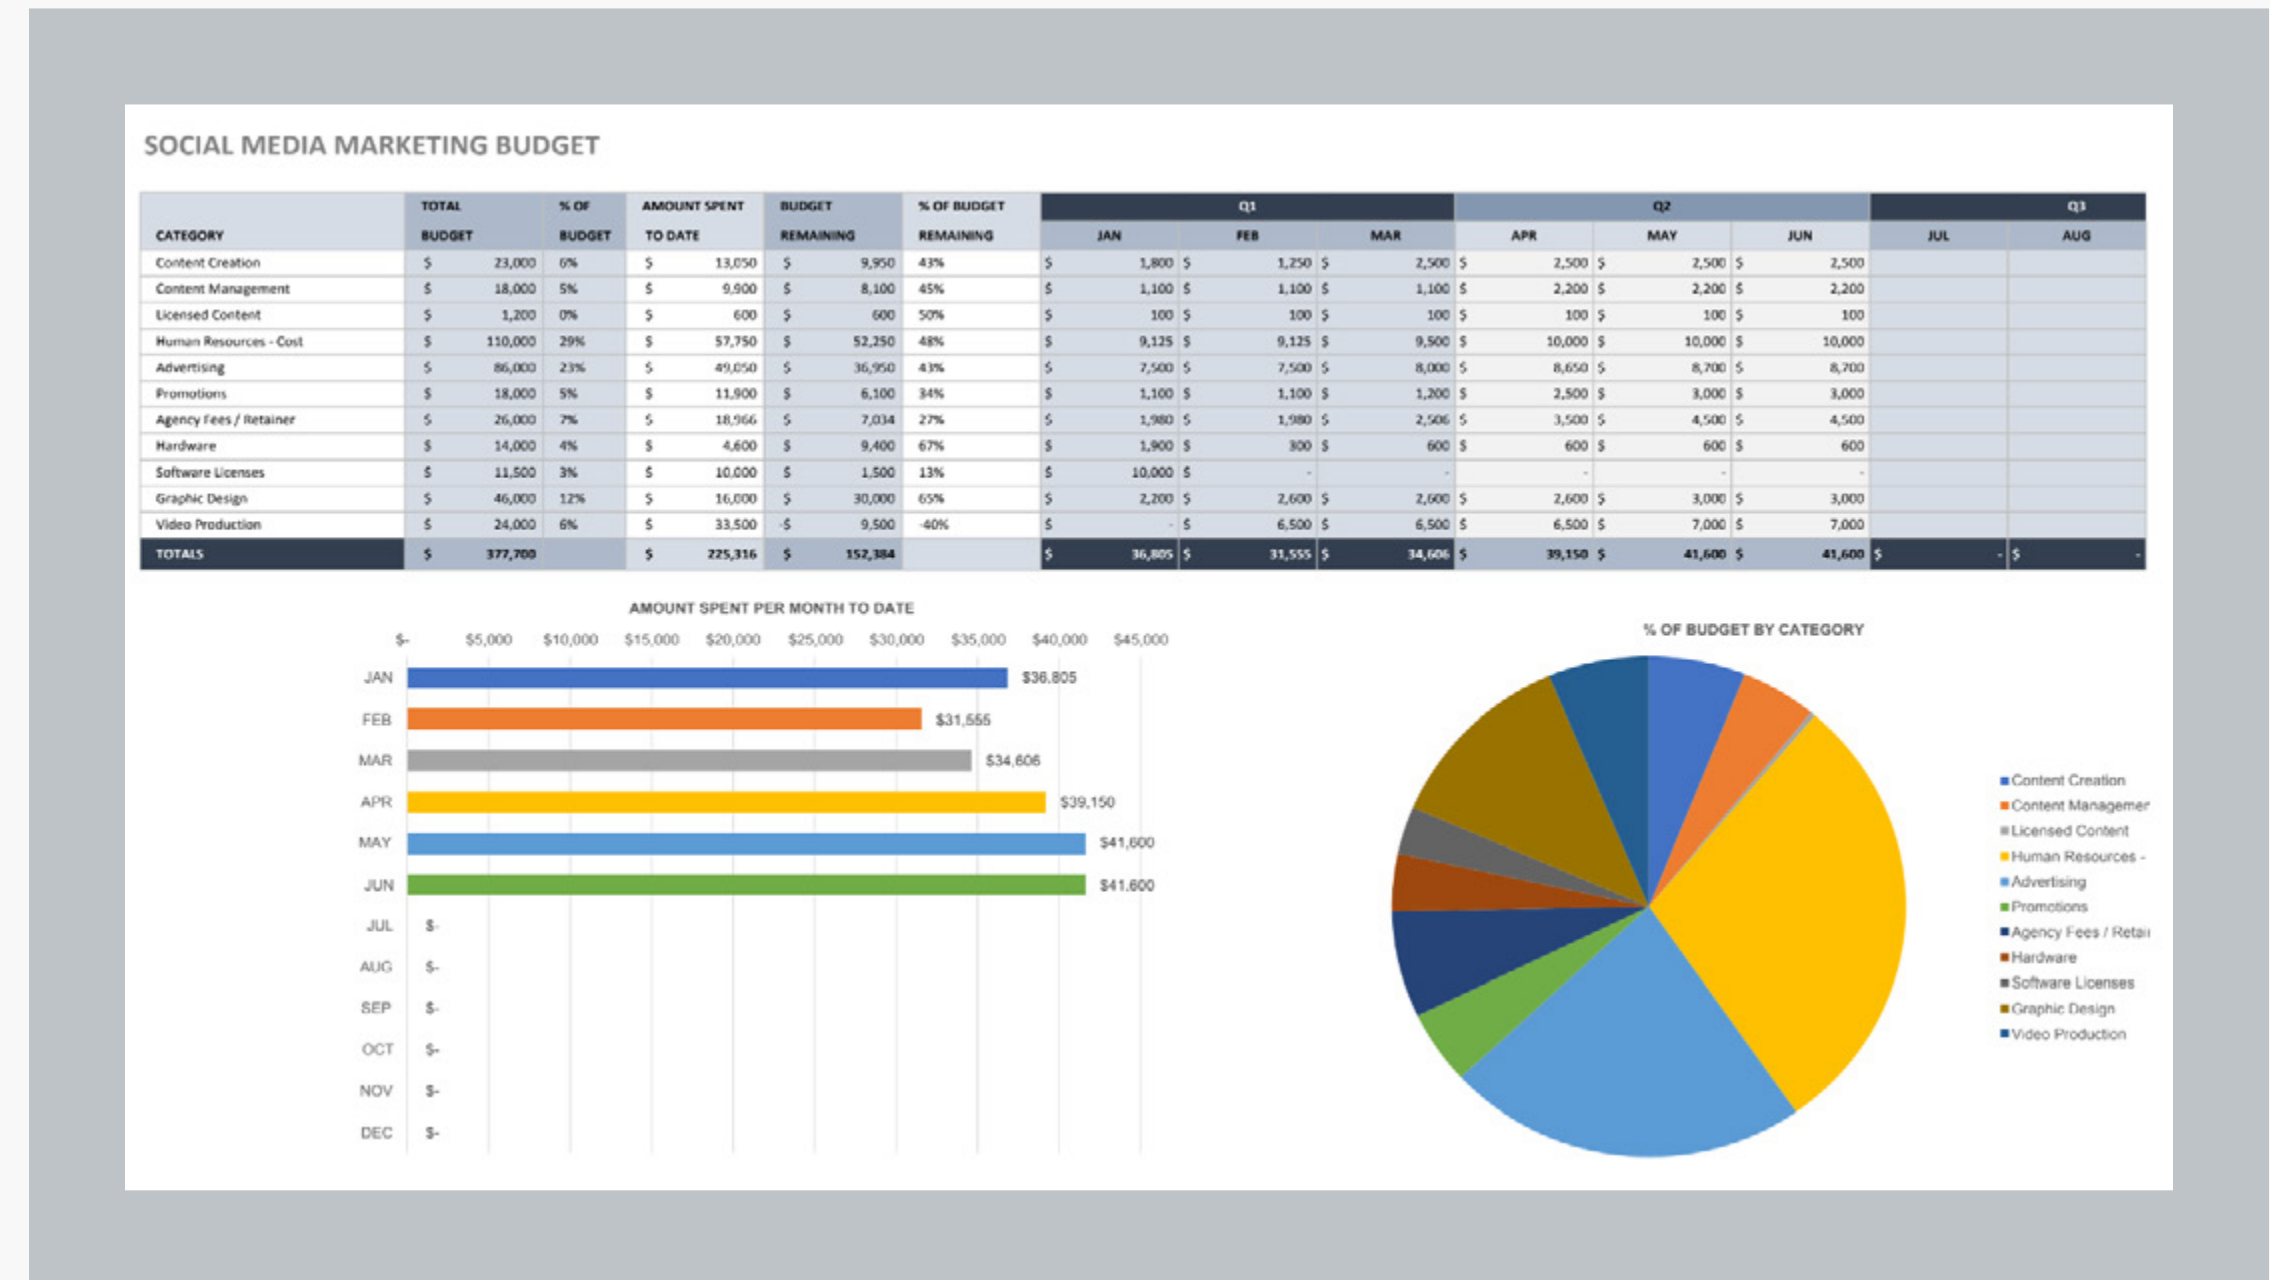 SOCIAL MEDIA MARKETING BUDGET
TOTAL % OF AMOUNT SPENT BUDGET % OF BUDGET Q1 Q2 Q3
CATEGORY BUDGET BUDGET TO DATE REMAINING REMAINING JAN FEB MAR APR MAY JUN JUL AUG
Content Creation $ 23,000 6% $ 13,050 $ 9,950 43% $ 1,800 $ 1,250 $ 2,500 $ 2,500 $ 2,500 $ 2,500
Content Management $ 18,000 5% $ 9,900 $ 8,100 45% $ 1,100 $ 1,100 $ 1,100 $ 2,200 $ 2,200 $ 2,200
Licensed Content $ 1,200 0% $ 600 $ 600 50% $ 100 $ 100 $ 100 $ 100 $ 100 $ 100
Human Resources - Cost $ 110,000 29% $ 57,750 $ 52,250 48% $ 9,125 $ 9,125 $ 9,500 $ 10,000 $ 10,000 $ 10,000
Advertising $ 86,000 23% $ 49,050 $ 36,950 43% $ 7,500 $ 7,500 $ 8,000 $ 8,650 $ 8,700 $ 8,700
Promotions $ 18,000 5% $ 11,900 $ 6,100 34% $ 1,100 $ 1,100 $ 1,200 $ 2,500 $ 3,000 $ 3,000
Agency Fees / Retainer $ 26,000 7% $ 18,966 $ 7,034 27% $ 1,980 $ 1,980 $ 2,506 $ 3,500 $ 4,500 $ 4,500
Hardware $ 14,000 4% $ 4,600 $ 9,400 67% $ 1,900 $ 300 $ 600 $ 600 $ 600 $ 600
Software Licenses $ 11,500 3% $ 10,000 $ 1,500 13% $ 10,000 $ - - - - -
Graphic Design $ 46,000 12% $ 16,000 $ 30,000 65% $ 2,200 $ 2,600 $ 2,600 $ 2,600 $ 3,000 $ 3,000
Video Production $ 24,000 6% $ 33,500 -$ 9,500 -40% $ - $ 6,500 $ 6,500 $ 6,500 $ 7,000 $ 7,000
TOTALS $ 377,700 $ 225,316 $ 152,384 $ 36,805 $ 31,555 $ 34,606 $ 39,150 $ 41,600 $ 41,600 $ - $ -
AMOUNT SPENT PER MONTH TO DATE
$- $5,000 $10,000 $15,000 $20,000 $25,000 $30,000 $35,000 $40,000 $45,000
JAN $36,805
FEB $31,555
MAR $34,606
APR $39,150
MAY $41,600
JUN $41,600
JUL $-
AUG $-
SEP $-
OCT $-
NOV $-
DEC $-
% OF BUDGET BY CATEGORY
Content Creation
Content Managemer
Licensed Content
Human Resources -
Advertising
Promotions
Agency Fees / Retai
Hardware
Software Licenses
Graphic Design
Video Production